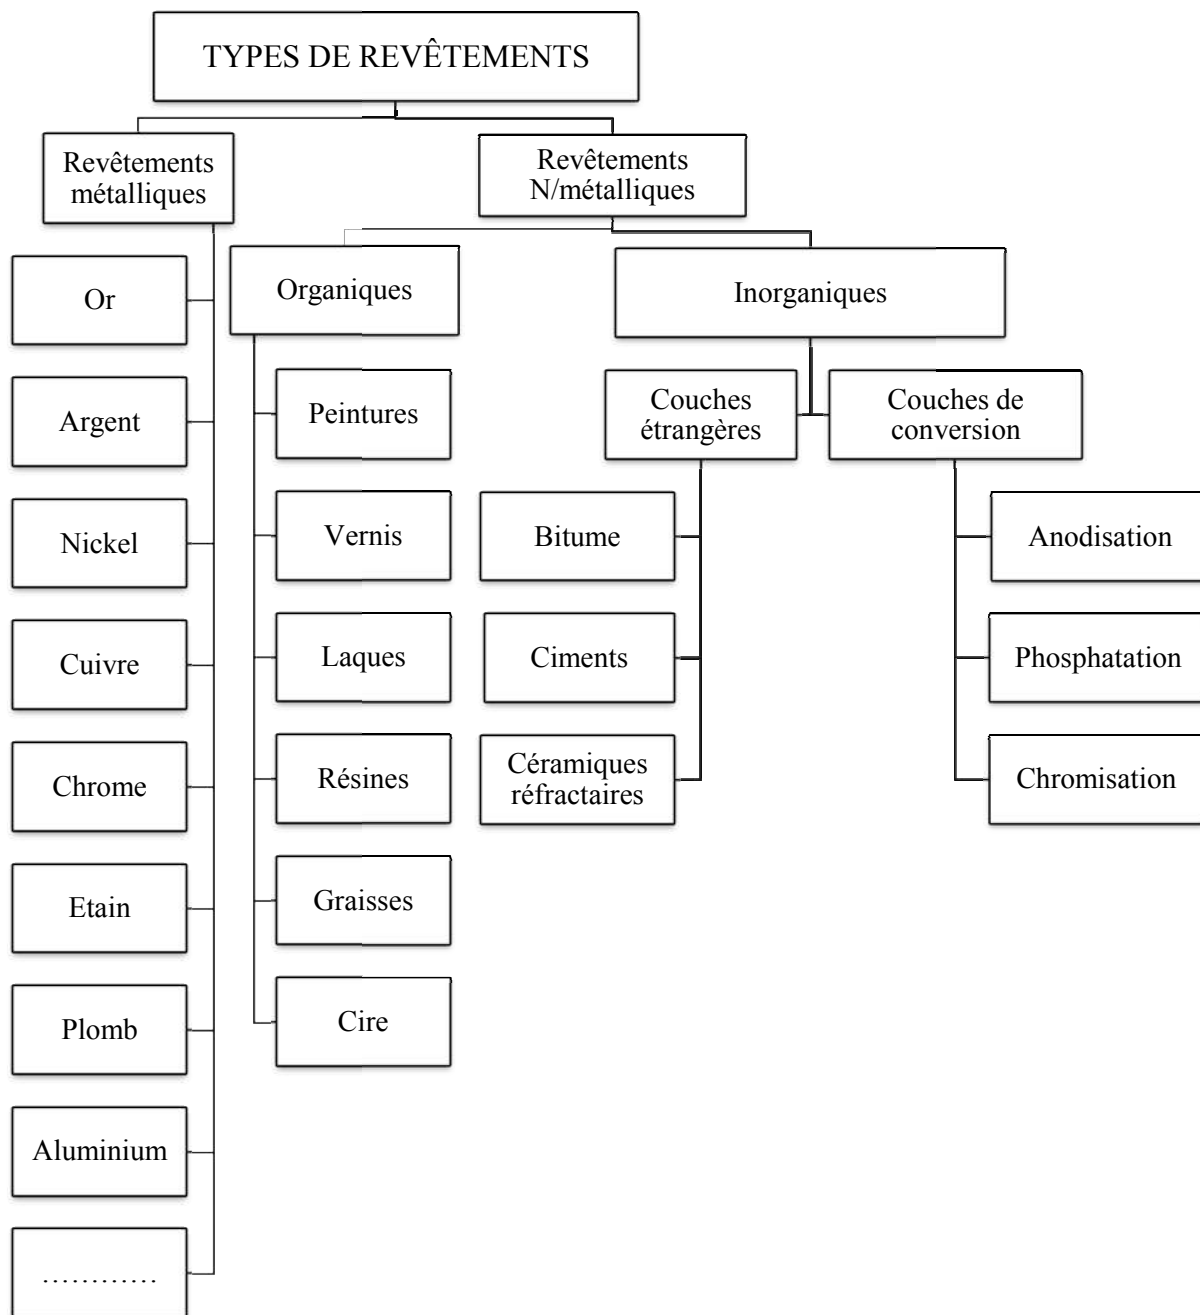 TYPES DE REVÊTEMENTS
Revêtements
métalliques
Revêtements
N/métalliques
Or
Argent
Nickel
Cuivre
Chrome
Etain
Plomb
Aluminium
…………
Organiques
Peintures
Vernis
Laques
Résines
Graisses
Cire
Inorganiques
Couches
étrangères
Bitume
Ciments
Céramiques
réfractaires
Couches de
conversion
Anodisation
Phosphatation
Chromisation